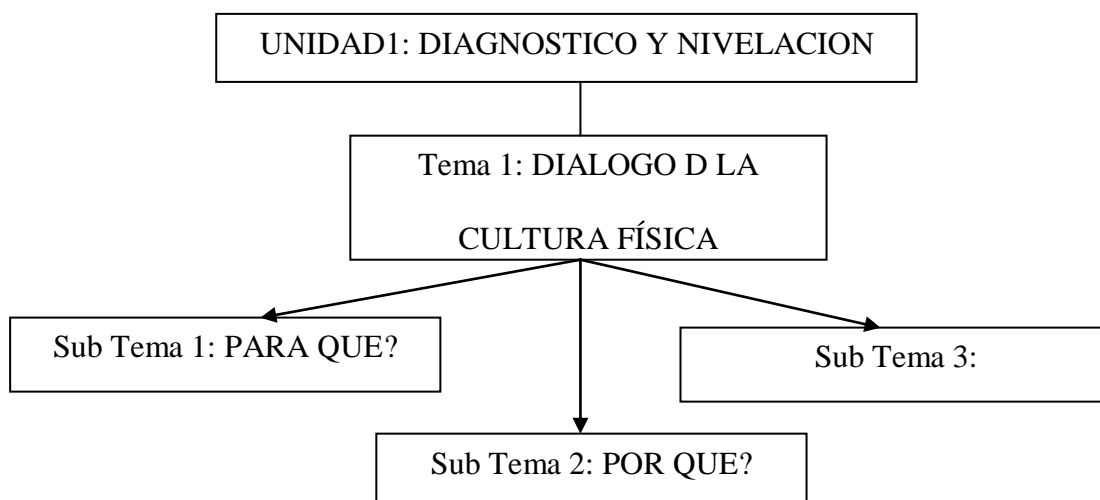 UNIDAD1: DIAGNOSTICO Y NIVELACION
Tema 1: DIALOGO D LA
CULTURA FÍSICA
Sub Tema 1: PARA QUE?
Sub Tema 3:
Sub Tema 2: POR QUE?